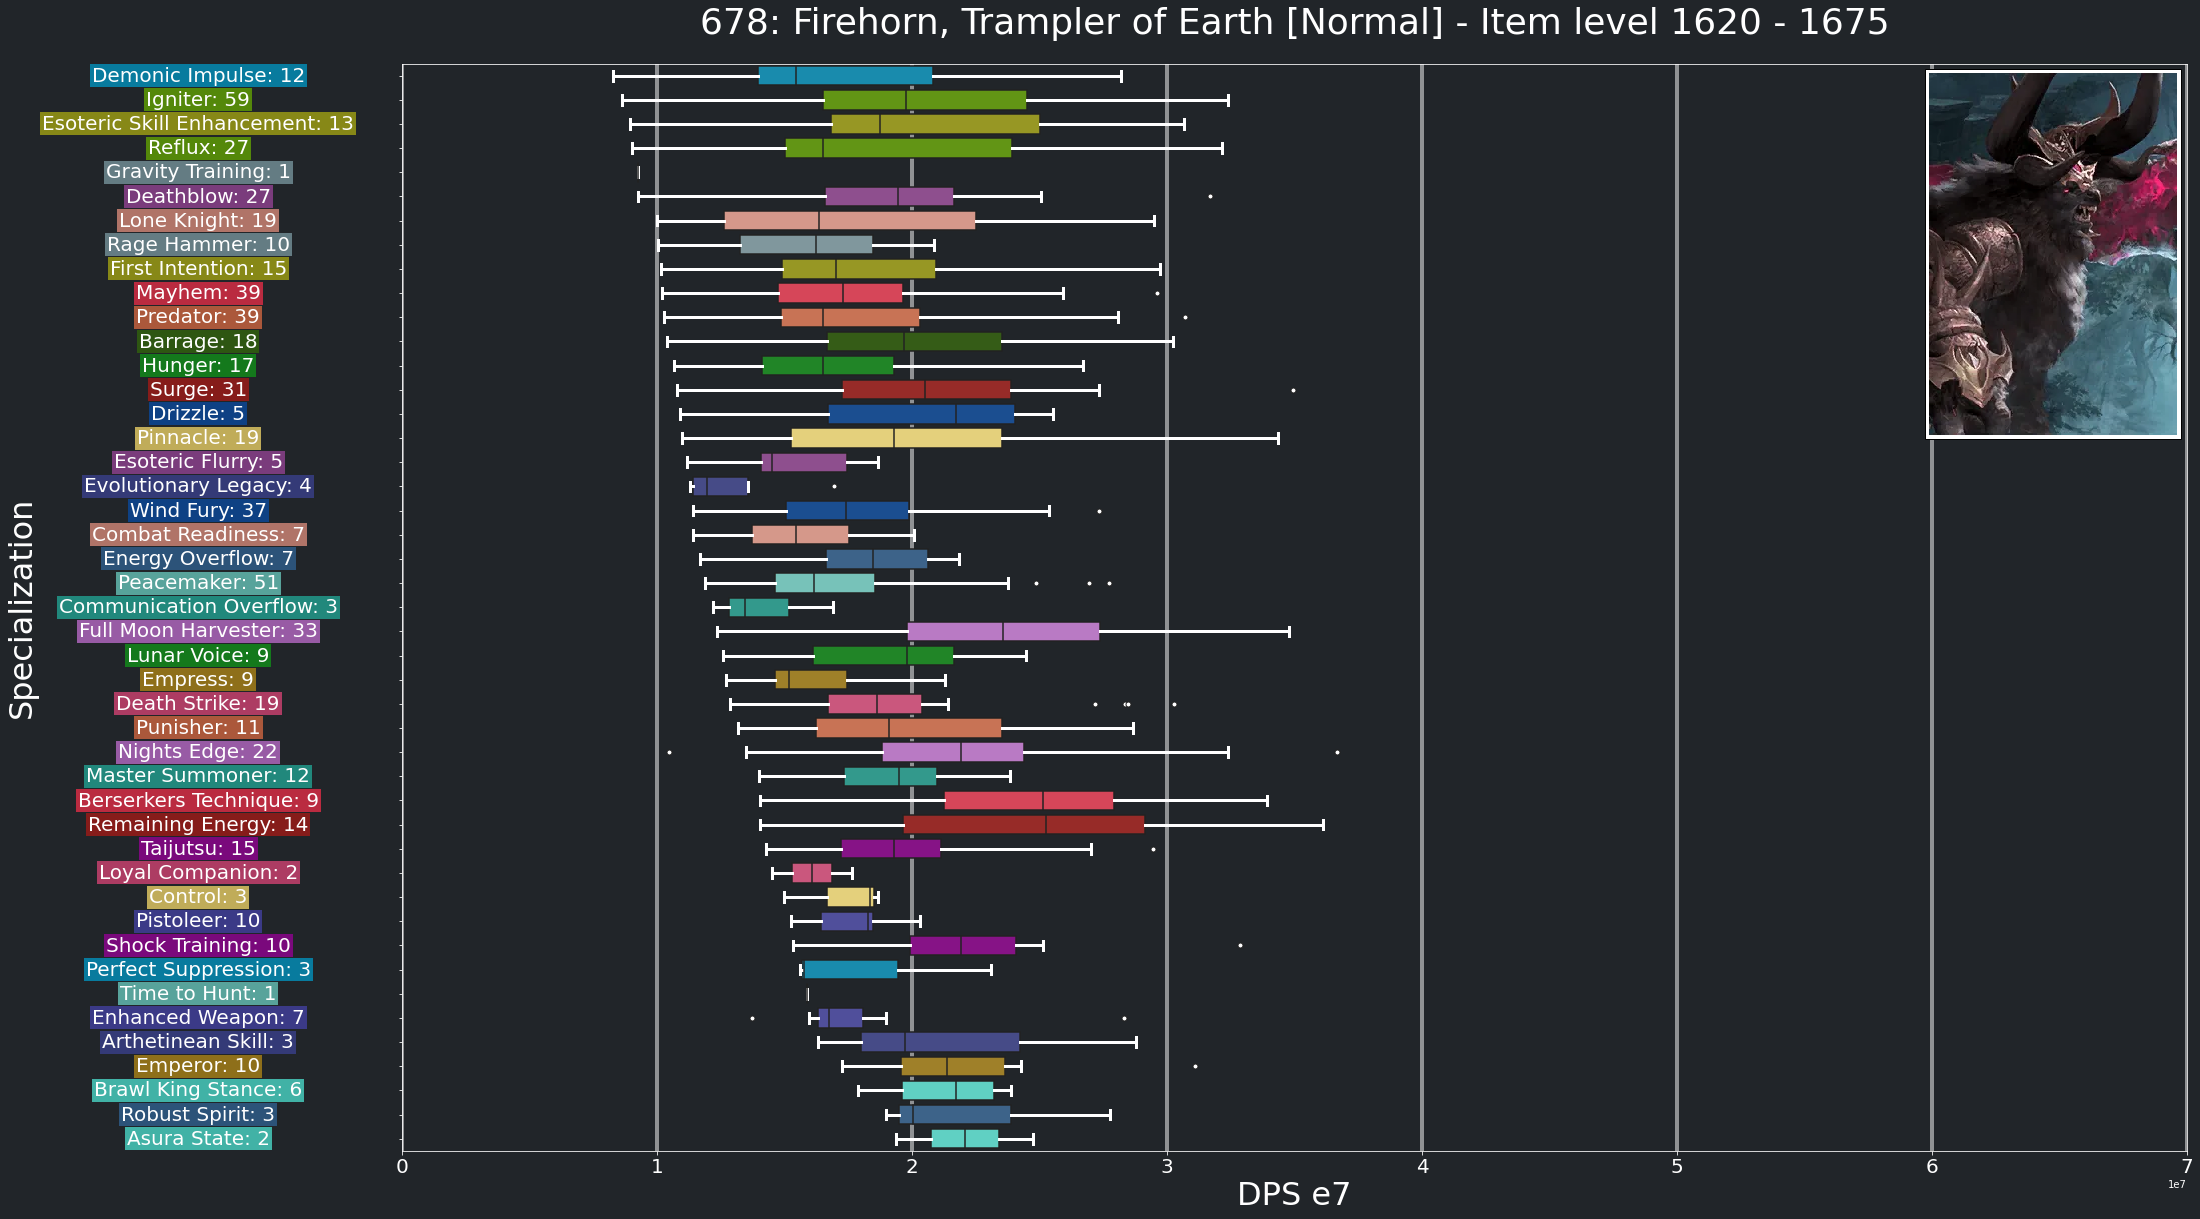 678: Firehorn, Trampler of Earth [Normal] - Item level 1620 - 1675
Demonic Impulse: 12
Igniter: 59
Esoteric Skill Enhancement: 13
Reflux: 27
Gravity Training: 1
Deathblow: 27
Lone Knight: 19
Rage Hammer: 10
First Intention: 15
Mayhem: 39
Predator: 39
Barrage: 18
Hunger: 17
Surge: 31
Drizzle: 5
Pinnacle: 19
Esoteric Flurry: 5
Evolutionary Legacy: 4
Wind Fury: 37
Combat Readiness: 7
Energy Overflow: 7
Peacemaker: 51
Communication Overflow: 3
Full Moon Harvester: 33
Lunar Voice: 9
Empress: 9
Death Strike: 19
Punisher: 11
Nights Edge: 22
Master Summoner: 12
Berserkers Technique: 9
Remaining Energy: 14
Taijutsu: 15
Loyal Companion: 2
Control: 3
Pistoleer: 10
Shock Training: 10
Perfect Suppression: 3
Time to Hunt: 1
Enhanced Weapon: 7
Arthetinean Skill: 3
Emperor: 10
Brawl King Stance: 6
Robust Spirit: 3
Asura State: 2
Specialization
0 1 2 3 4 5 6 7
1e7
DPS e7